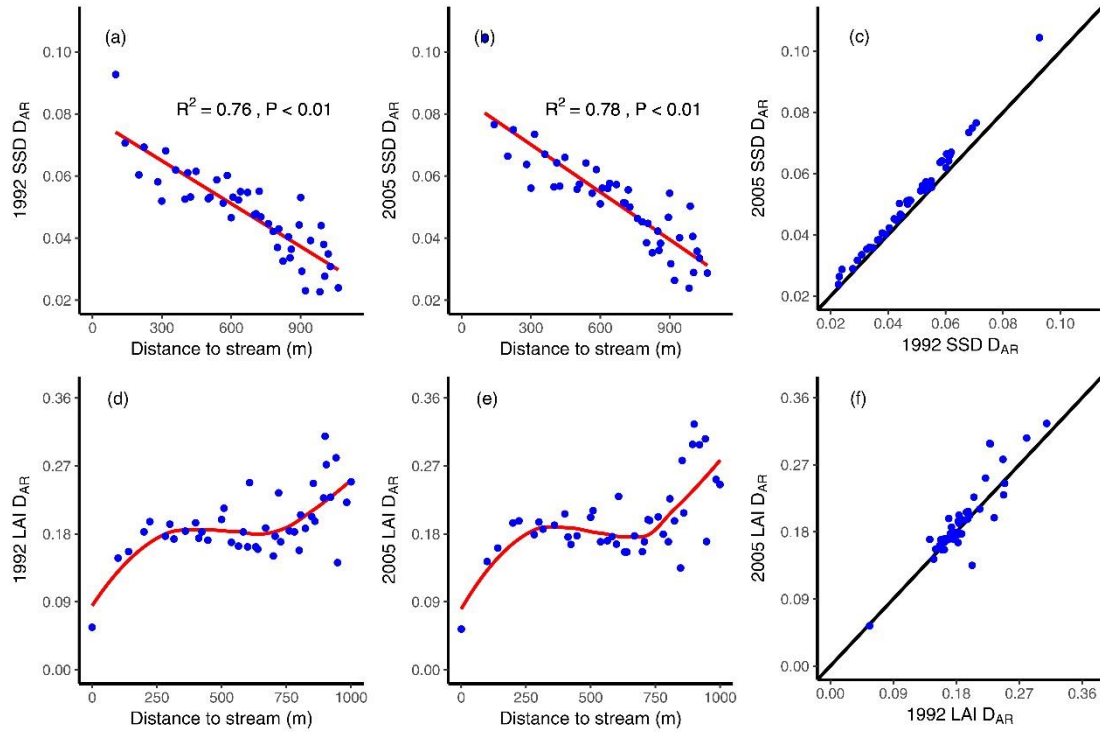 (a)
R² = 0.76 , P < 0.01
1992 SSD D_AR
0.10
0.08
0.06
0.04
0.02
0
300
600
900
Distance to stream (m)
(b)
R² = 0.78 , P < 0.01
2005 SSD D_AR
0.10
0.08
0.06
0.04
0.02
0
300
600
900
Distance to stream (m)
(c)
2005 SSD D_AR
0.10
0.08
0.06
0.04
0.02
0.02
0.04
0.06
0.08
0.10
1992 SSD D_AR
(d)
1992 LAI D_AR
0.36
0.27
0.18
0.09
0.00
0
250
500
750
1000
Distance to stream (m)
(e)
2005 LAI D_AR
0.36
0.27
0.18
0.09
0.00
0
250
500
750
1000
Distance to stream (m)
(f)
2005 LAI D_AR
0.36
0.27
0.18
0.09
0.00
0.00
0.09
0.18
0.27
0.36
1992 LAI D_AR